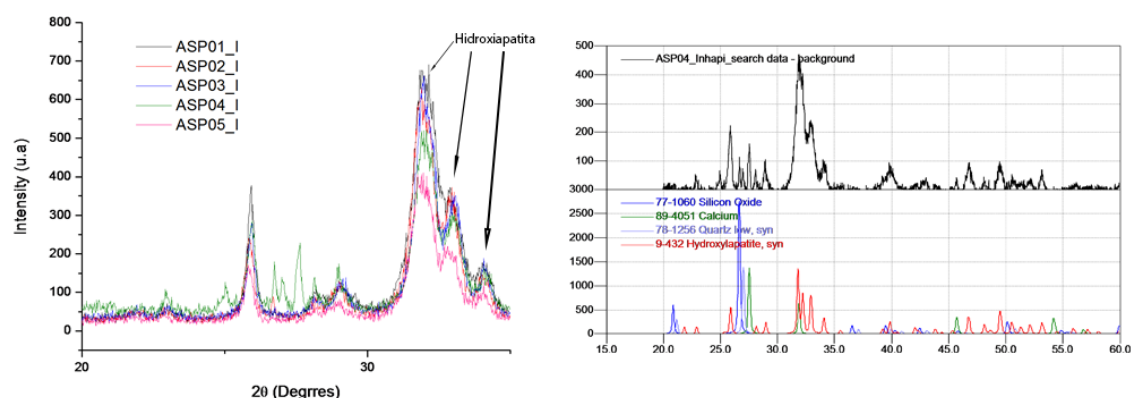 800
700
600
500
400
300
200
100
0
Intensity (u.a)
ASP01_I
ASP02_I
ASP03_I
ASP04_I
ASP05_I
Hidroxiapatita
20
30
2θ (Degrres)
500
400
300
200
100
3000
2500
2000
1500
1000
500
0
ASP04_Inhapi_search data - background
77-1060 Silicon Oxide
89-4051 Calcium
78-1256 Quartz low, syn
9-432 Hydroxylapatite, syn
15.0 20.0 25.0 30.0 35.0 40.0 45.0 50.0 55.0 60.0